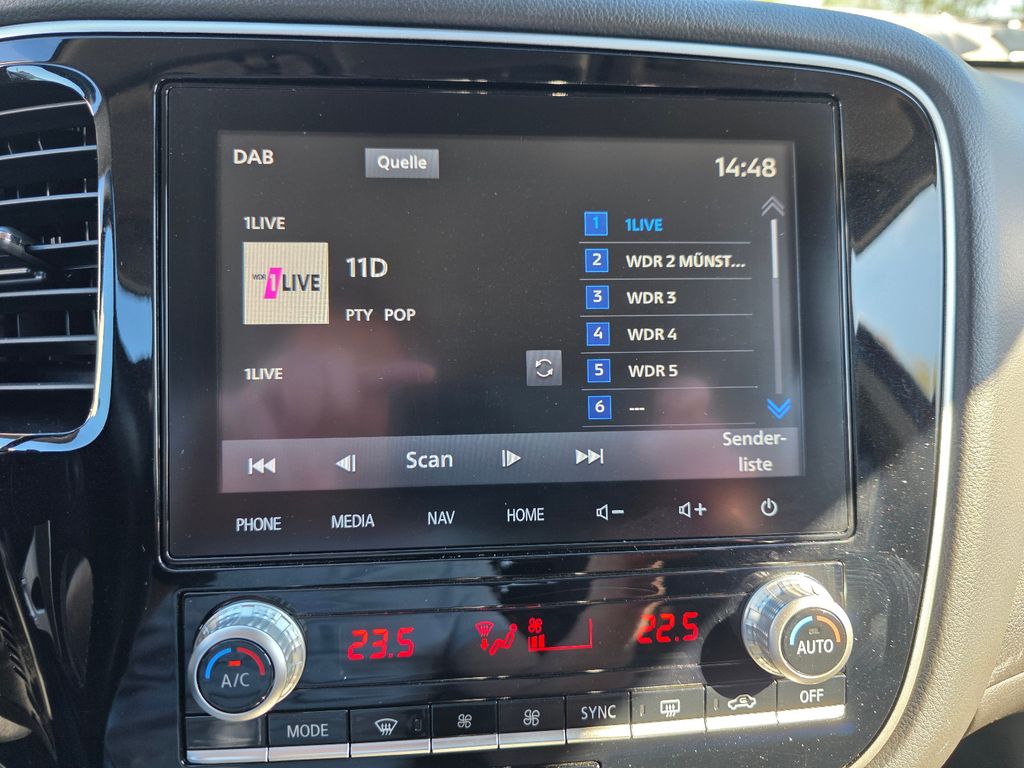 DAB
Quelle
14:48
1LIVE
WDR 1LIVE
11D
PTY POP
1LIVE
1 1LIVE
2 WDR 2 MÜNST...
3 WDR 3
4 WDR 4
5 WDR 5
6 ---
Scan
Sender-
liste
PHONE
MEDIA
NAV
HOME
23.5
22.5
A/C
AUTO
MODE
SYNC
OFF